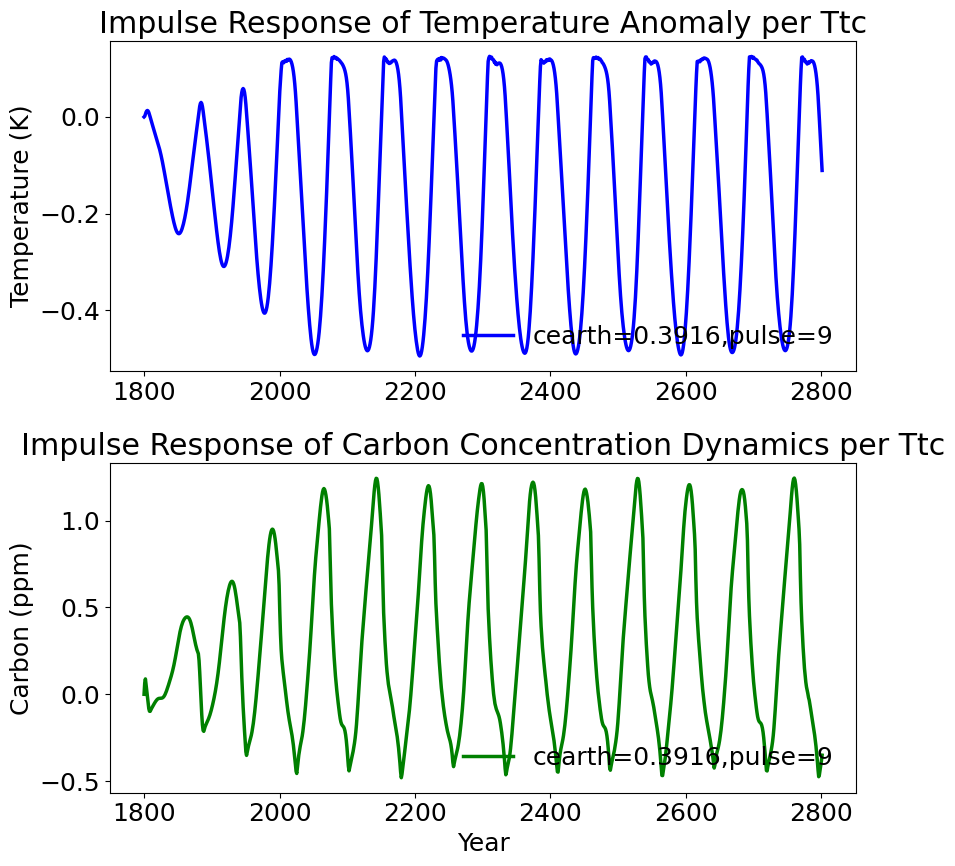 Impulse Response of Temperature Anomaly per Ttc
Temperature (K)
0.0
−0.2
−0.4
cearth=0.3916,pulse=9
1800 2000 2200 2400 2600 2800
Impulse Response of Carbon Concentration Dynamics per Ttc
Carbon (ppm)
1.0
0.5
0.0
−0.5
cearth=0.3916,pulse=9
1800 2000 2200 2400 2600 2800
Year